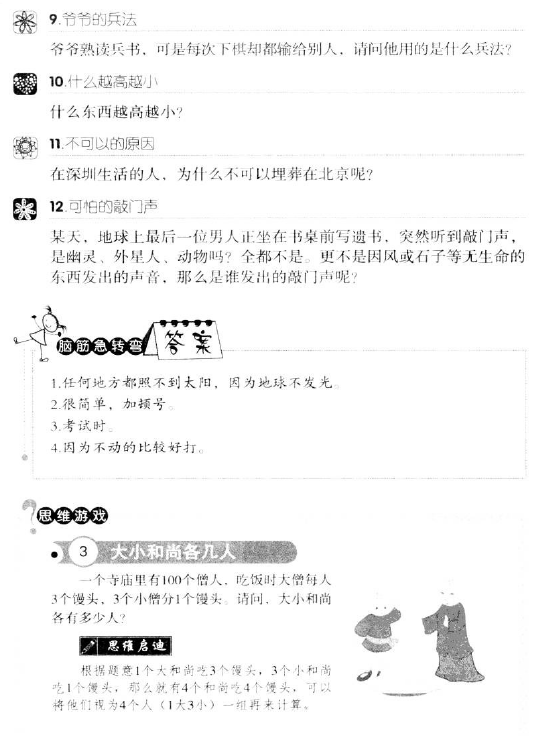 9.爷爷的兵法
爷爷熟读兵书，可是每次下棋却都输给别人，请问他用的是什么兵法？
10.什么越高越小
什么东西越高越小？
11.不可以的原因
在深圳生活的人，为什么不可以埋葬在北京呢？
12.可怕的敲门声
某天，地球上最后一位男人正坐在书桌前写遗书，突然听到敲门声，
是幽灵、外星人、动物吗？全都不是。更不是因风或石子等无生命的
东西发出的声音，那么是谁发出的敲门声呢？
脑筋急转弯 答案
1.任何地方都照不到太阳，因为地球不发光。
2.很简单，加顿号。
3.考试时。
4.因为不动的比较好打。
思维游戏
3 大小和尚各几人
一个寺庙里有100个僧人，吃饭时大僧每人
3个馒头，3个小僧分1个馒头。请问，大小和尚
各有多少人？
思维启迪
根据题意1个大和尚吃3个馒头，3个小和尚
吃1个馒头，那么就有4个和尚吃4个馒头，可以
将他们视为4个人（1大3小）一组再来计算。